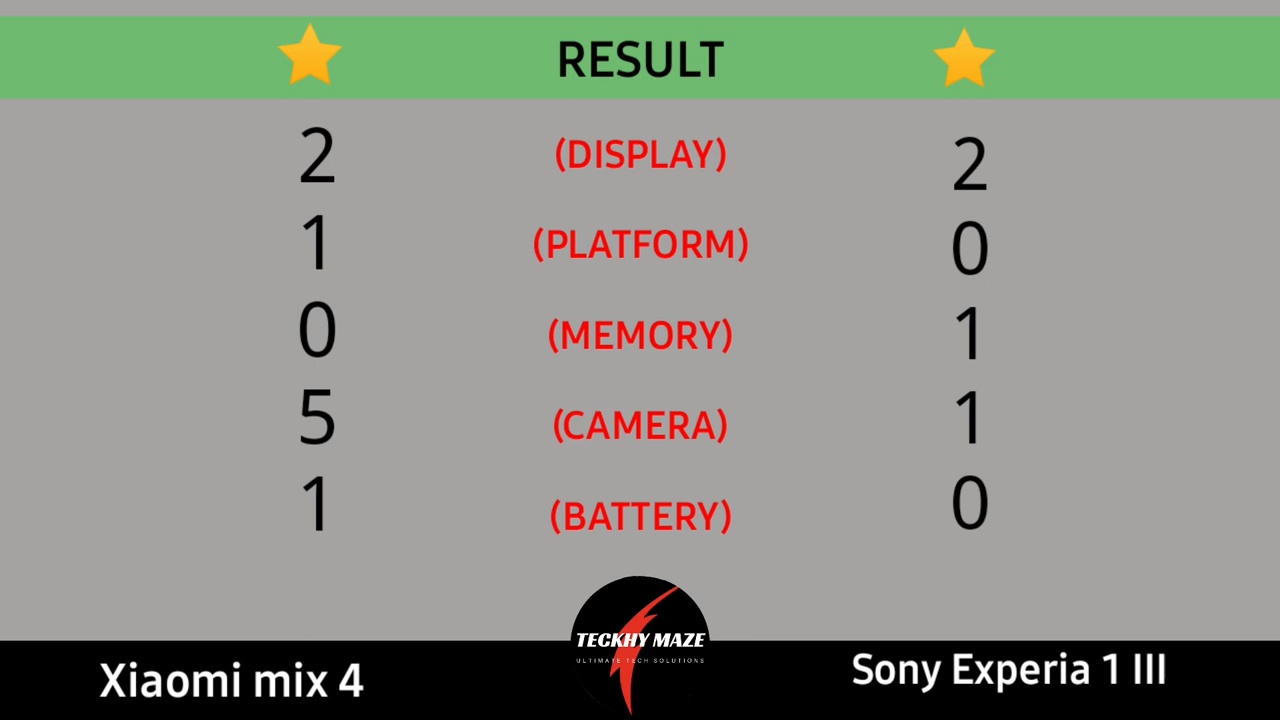 RESULT
2 (DISPLAY) 2
1 (PLATFORM) 0
0 (MEMORY) 1
5 (CAMERA) 1
1 (BATTERY) 0
TECKHY MAZE
ULTIMATE TECH SOLUTIONS
Xiaomi mix 4 Sony Experia 1 III